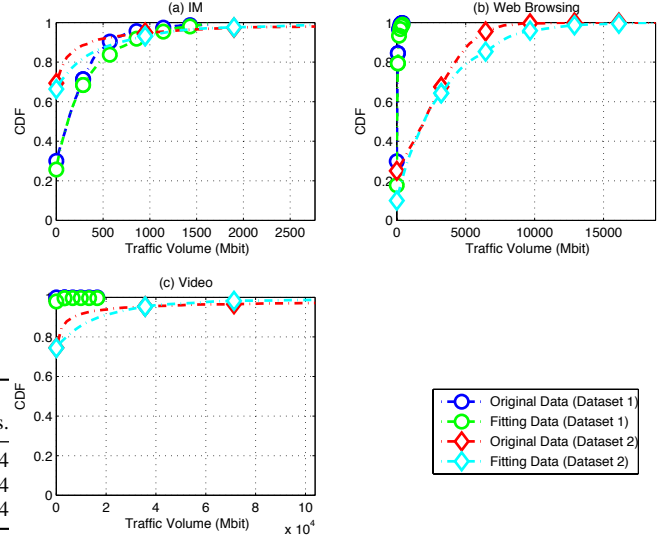 (a) IM
1
0.8
0.6
0.4
0.2
0
CDF
0 500 1000 1500 2000 2500
Traffic Volume (Mbit)
(b) Web Browsing
1
0.8
0.6
0.4
0.2
0
CDF
0 5000 10000 15000
Traffic Volume (Mbit)
(c) Video
0.8
0.6
0.4
0.2
0
CDF
0 2 4 6 8 10
Traffic Volume (Mbit)
x 10^4
s.
4
4
4
Original Data (Dataset 1)
Fitting Data (Dataset 1)
Original Data (Dataset 2)
Fitting Data (Dataset 2)